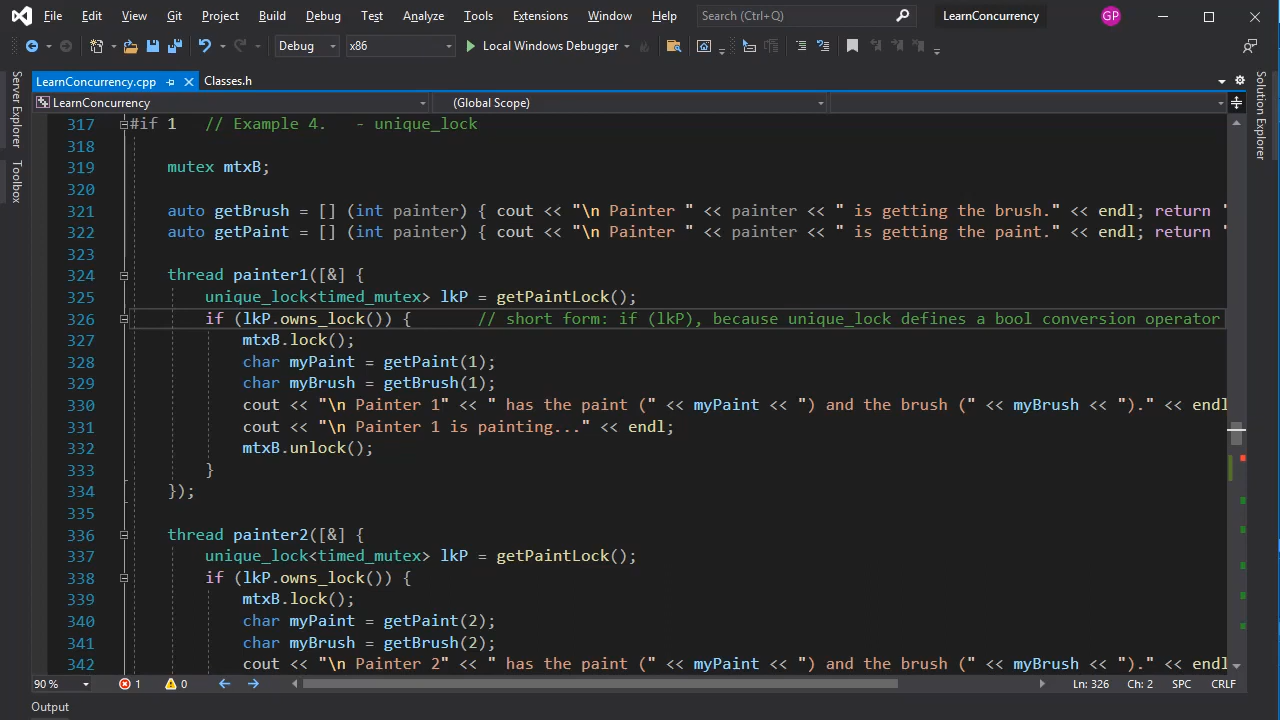 File Edit View Git Project Build Debug Test Analyze Tools Extensions Window Help Search (Ctrl+Q) LearnConcurrency GP
Debug x86 Local Windows Debugger
LearnConcurrency.cpp Classes.h
LearnConcurrency (Global Scope)
Server Explorer
Toolbox
Solution Explorer
317 #if 1 // Example 4. - unique_lock
318
319 mutex mtxB;
320
321 auto getBrush = [] (int painter) { cout << "\n Painter " << painter << " is getting the brush." << endl; return '
322 auto getPaint = [] (int painter) { cout << "\n Painter " << painter << " is getting the paint." << endl; return '
323
324 thread painter1([&] {
325 unique_lock<timed_mutex> lkP = getPaintLock();
326 if (lkP.owns_lock()) { // short form: if (lkP), because unique_lock defines a bool conversion operator
327 mtxB.lock();
328 char myPaint = getPaint(1);
329 char myBrush = getBrush(1);
330 cout << "\n Painter 1" << " has the paint (" << myPaint << ") and the brush (" << myBrush << ")." << endl
331 cout << "\n Painter 1 is painting..." << endl;
332 mtxB.unlock();
333 }
334 });
335
336 thread painter2([&] {
337 unique_lock<timed_mutex> lkP = getPaintLock();
338 if (lkP.owns_lock()) {
339 mtxB.lock();
340 char myPaint = getPaint(2);
341 char myBrush = getBrush(2);
342 cout << "\n Painter 2" << " has the paint (" << myPaint << ") and the brush (" << myBrush << ")." << endl
90 % 1 0 Ln: 326 Ch: 2 SPC CRLF
Output